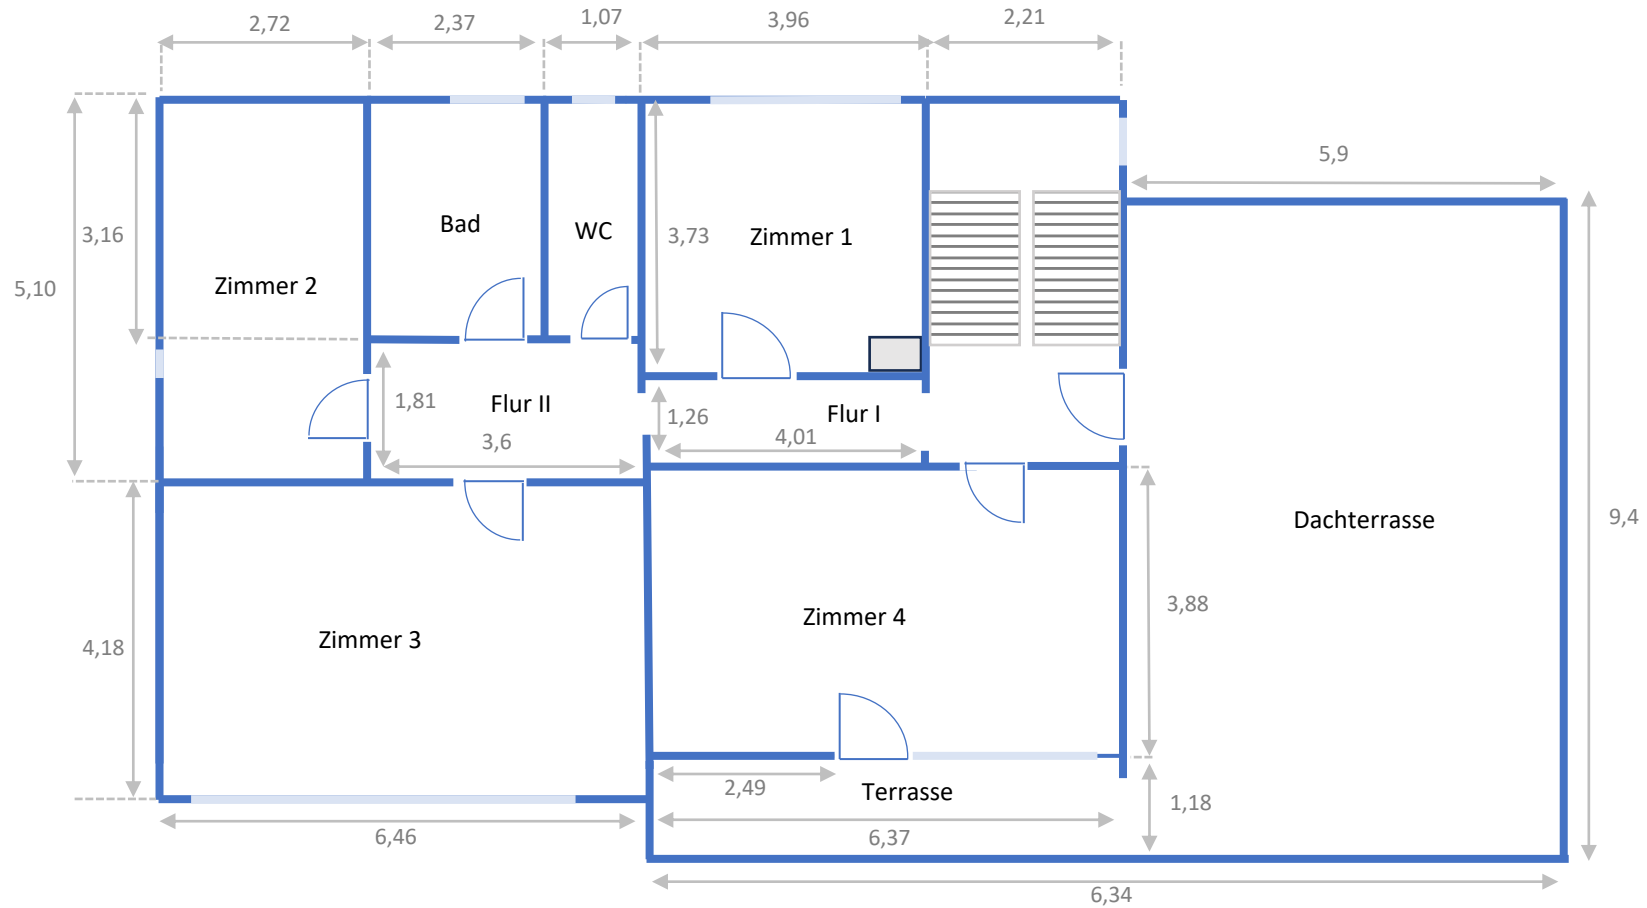 2,72
2,37
1,07
3,96
2,21
5,9
3,16
Bad
WC
3,73
Zimmer 1
5,10
Zimmer 2
1,81
Flur II
1,26
Flur I
3,6
4,01
Dachterrasse
9,4
3,88
Zimmer 4
Zimmer 3
4,18
2,49
Terrasse
1,18
6,46
6,37
6,34